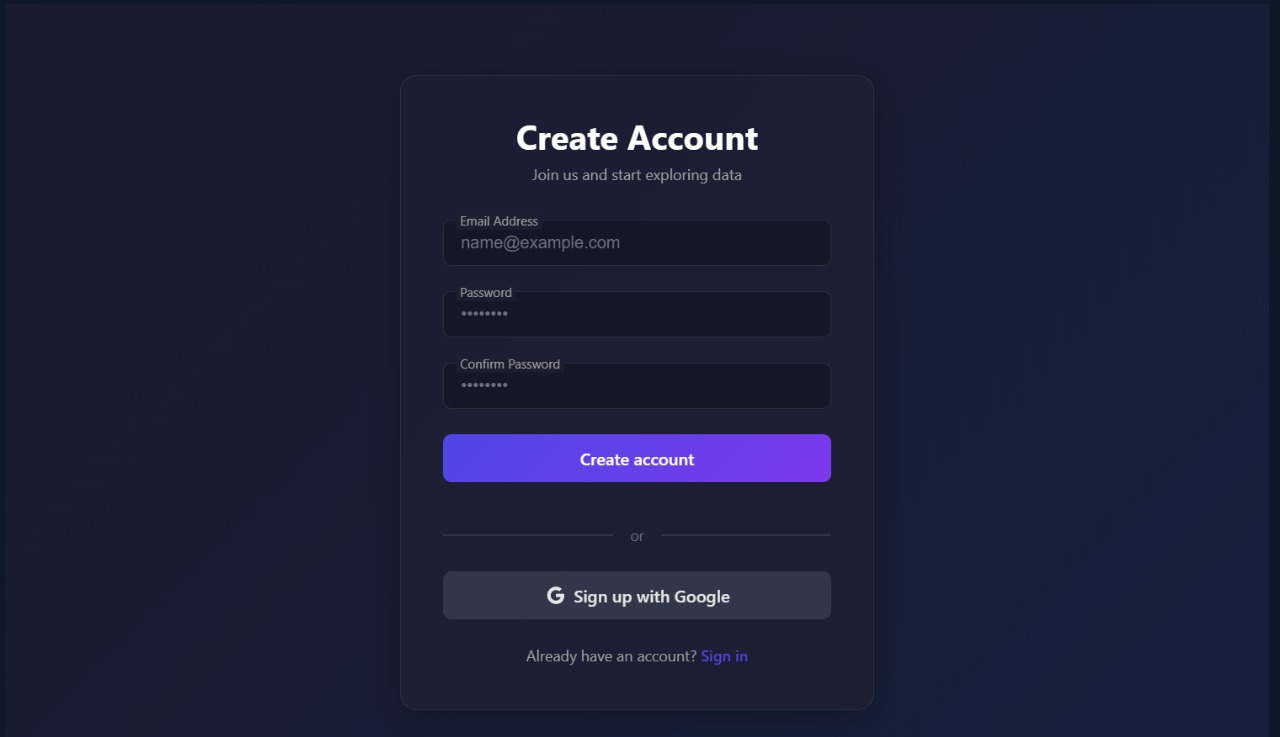 Create Account
Join us and start exploring data
Email Address
name@example.com
Password
••••••••
Confirm Password
••••••••
Create account
or
G Sign up with Google
Already have an account? Sign in